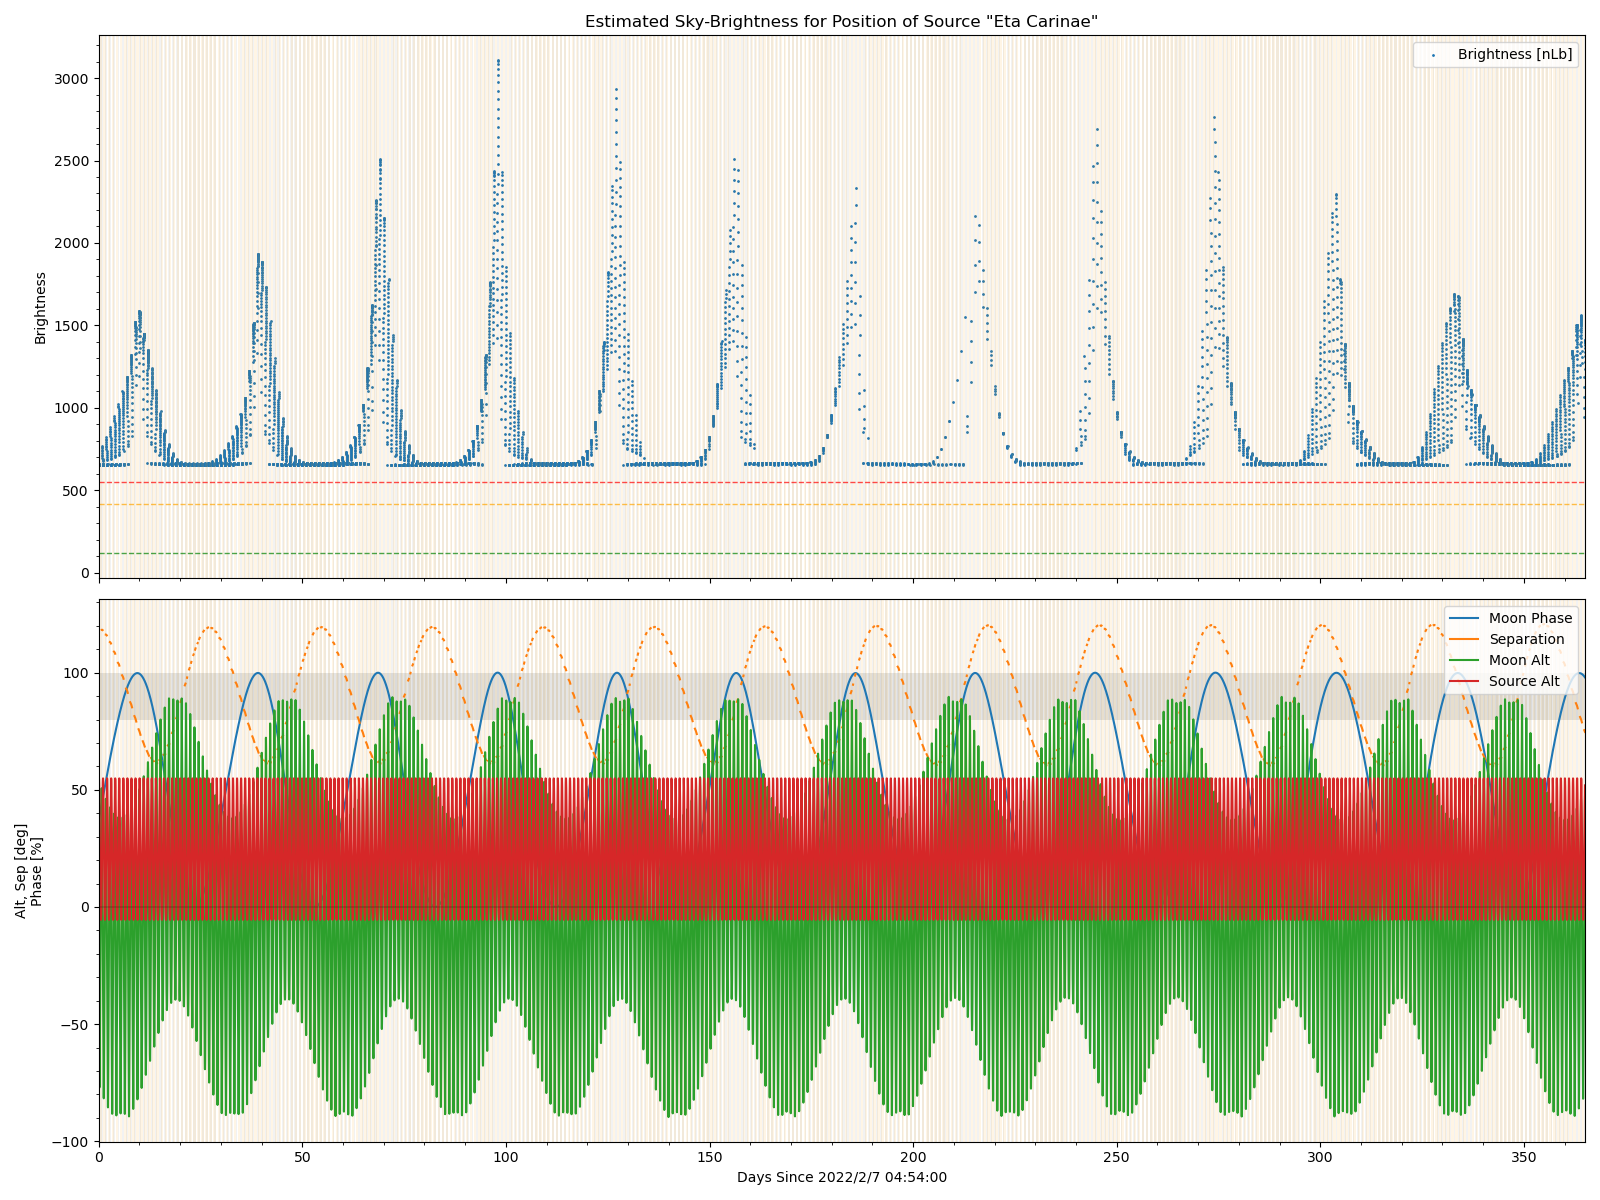 Estimated Sky-Brightness for Position of Source "Eta Carinae"
Brightness [nLb]
3000
2500
2000
1500
1000
500
0
Brightness
Moon Phase
Separation
Moon Alt
Source Alt
100
50
0
−50
−100
Alt, Sep [deg]
Phase [%]
0 50 100 150 200 250 300 350
Days Since 2022/2/7 04:54:00